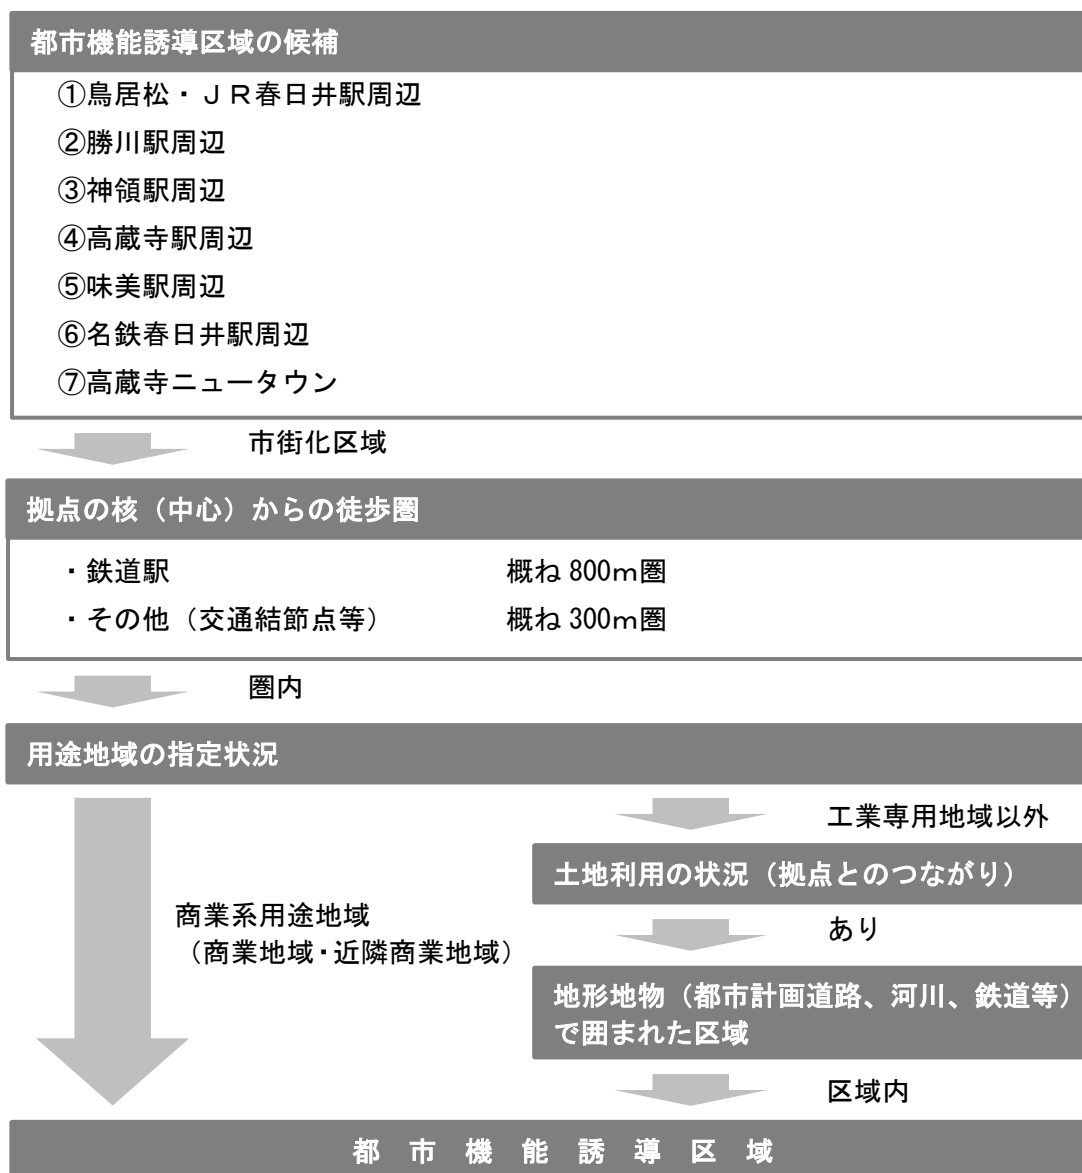 都市機能誘導区域の候補
①鳥居松・ＪＲ春日井駅周辺
②勝川駅周辺
③神領駅周辺
④高蔵寺駅周辺
⑤味美駅周辺
⑥名鉄春日井駅周辺
⑦高蔵寺ニュータウン
市街化区域
拠点の核（中心）からの徒歩圏
・鉄道駅 概ね 800ｍ圏
・その他（交通結節点等） 概ね 300ｍ圏
圏内
用途地域の指定状況
工業専用地域以外
土地利用の状況（拠点とのつながり）
商業系用途地域
（商業地域・近隣商業地域）
あり
地形地物（都市計画道路、河川、鉄道等）
で囲まれた区域
区域内
都 市 機 能 誘 導 区 域